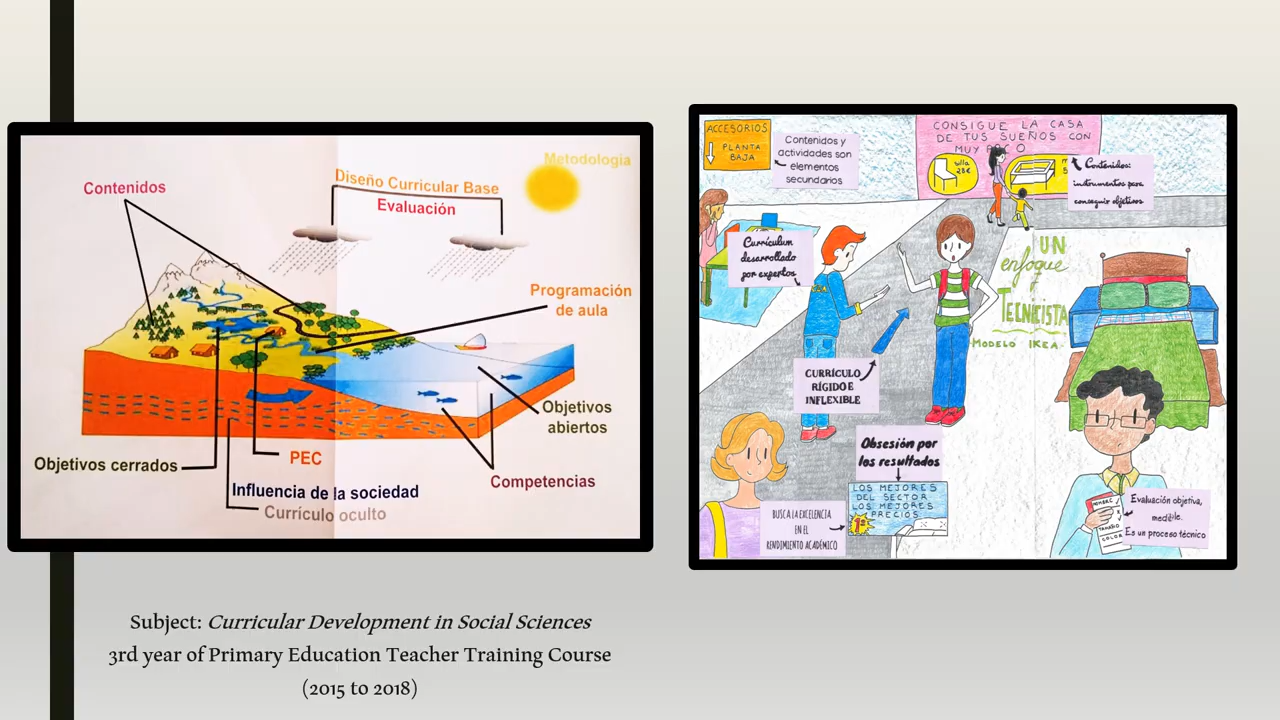 Metodología
Contenidos
Diseño Curricular Base
Evaluación
Programación
de aula
Objetivos
abiertos
Objetivos cerrados
PEC
Competencias
Influencia de la sociedad
Currículo oculto
ACCESORIOS
PLANTA
BAJA
Contenidos y
actividades son
elementos
secundarios
CONSIGUE LA CASA
DE TUS SUEÑOS CON
MUY
silla
Contenidos:
instrumentos para
conseguir objetivos
Currículum
desarrollado
por expertos
UN
enfoque
TECNICISTA
MODELO IKEA
CURRÍCULO
RÍGIDO E
INFLEXIBLE
Obsesión por
los resultados
LOS MEJORES
DEL SECTOR
LOS MEJORES
PRECIOS
BUSCA LA EXCELENCIA
EN EL
RENDIMIENTO ACADÉMICO
Evaluación objetiva,
medible.
Es un proceso técnico
Subject: Curricular Development in Social Sciences
3rd year of Primary Education Teacher Training Course
(2015 to 2018)